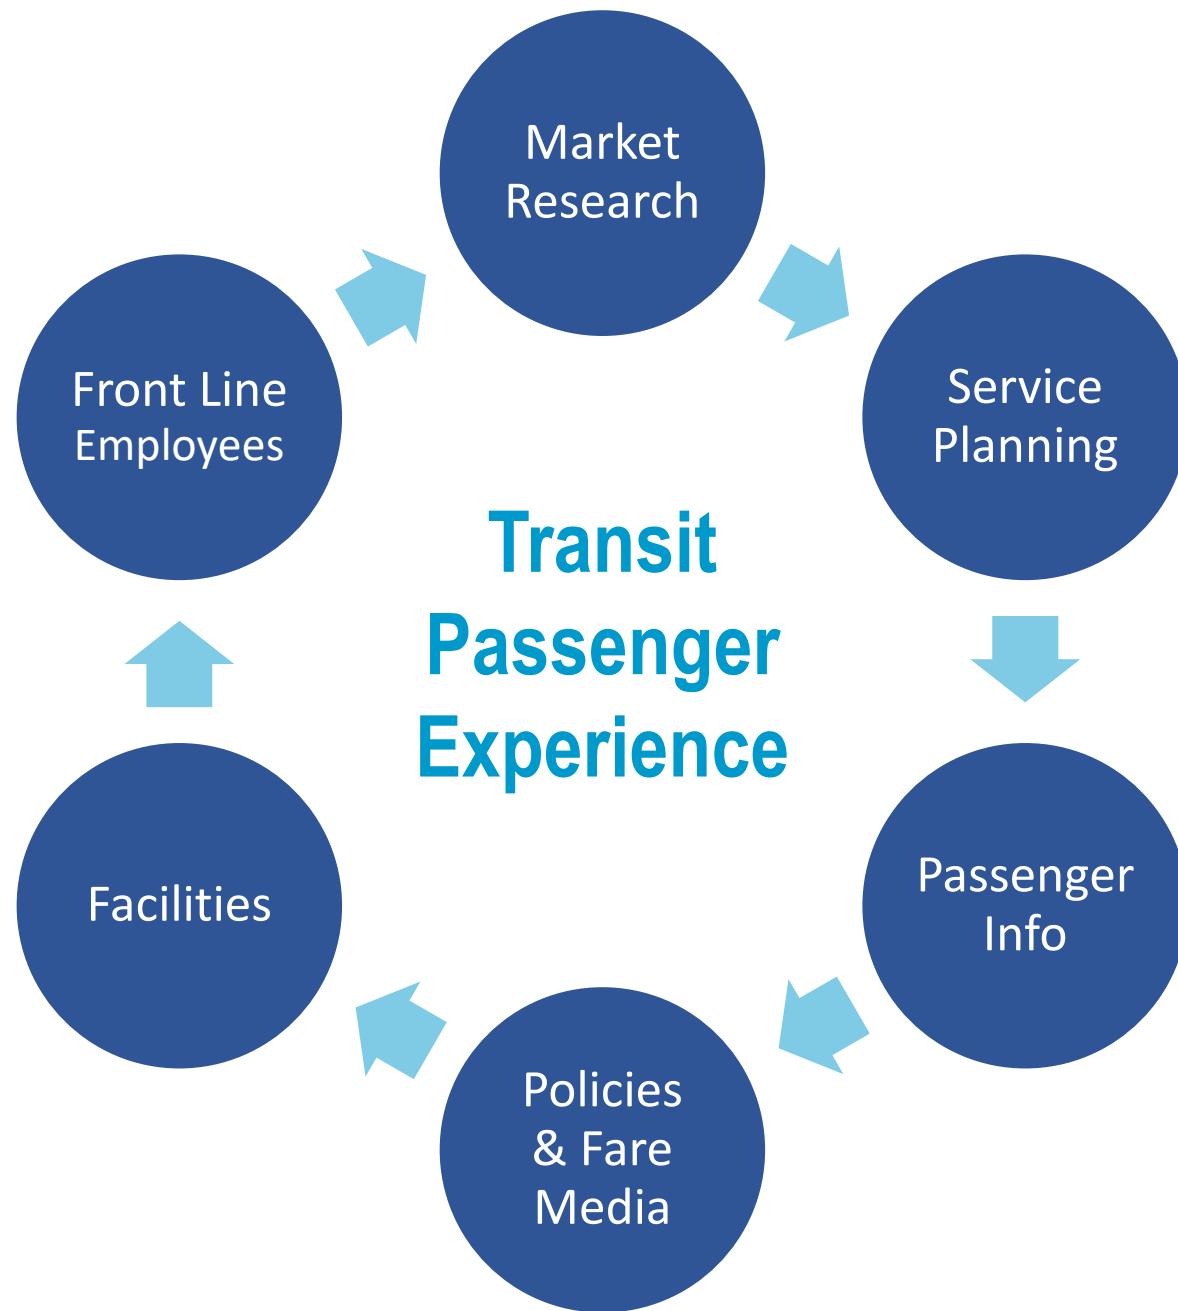 Market
Research
Service
Planning
Passenger
Info
Policies
& Fare
Media
Facilities
Front Line
Employees
Transit
Passenger
Experience